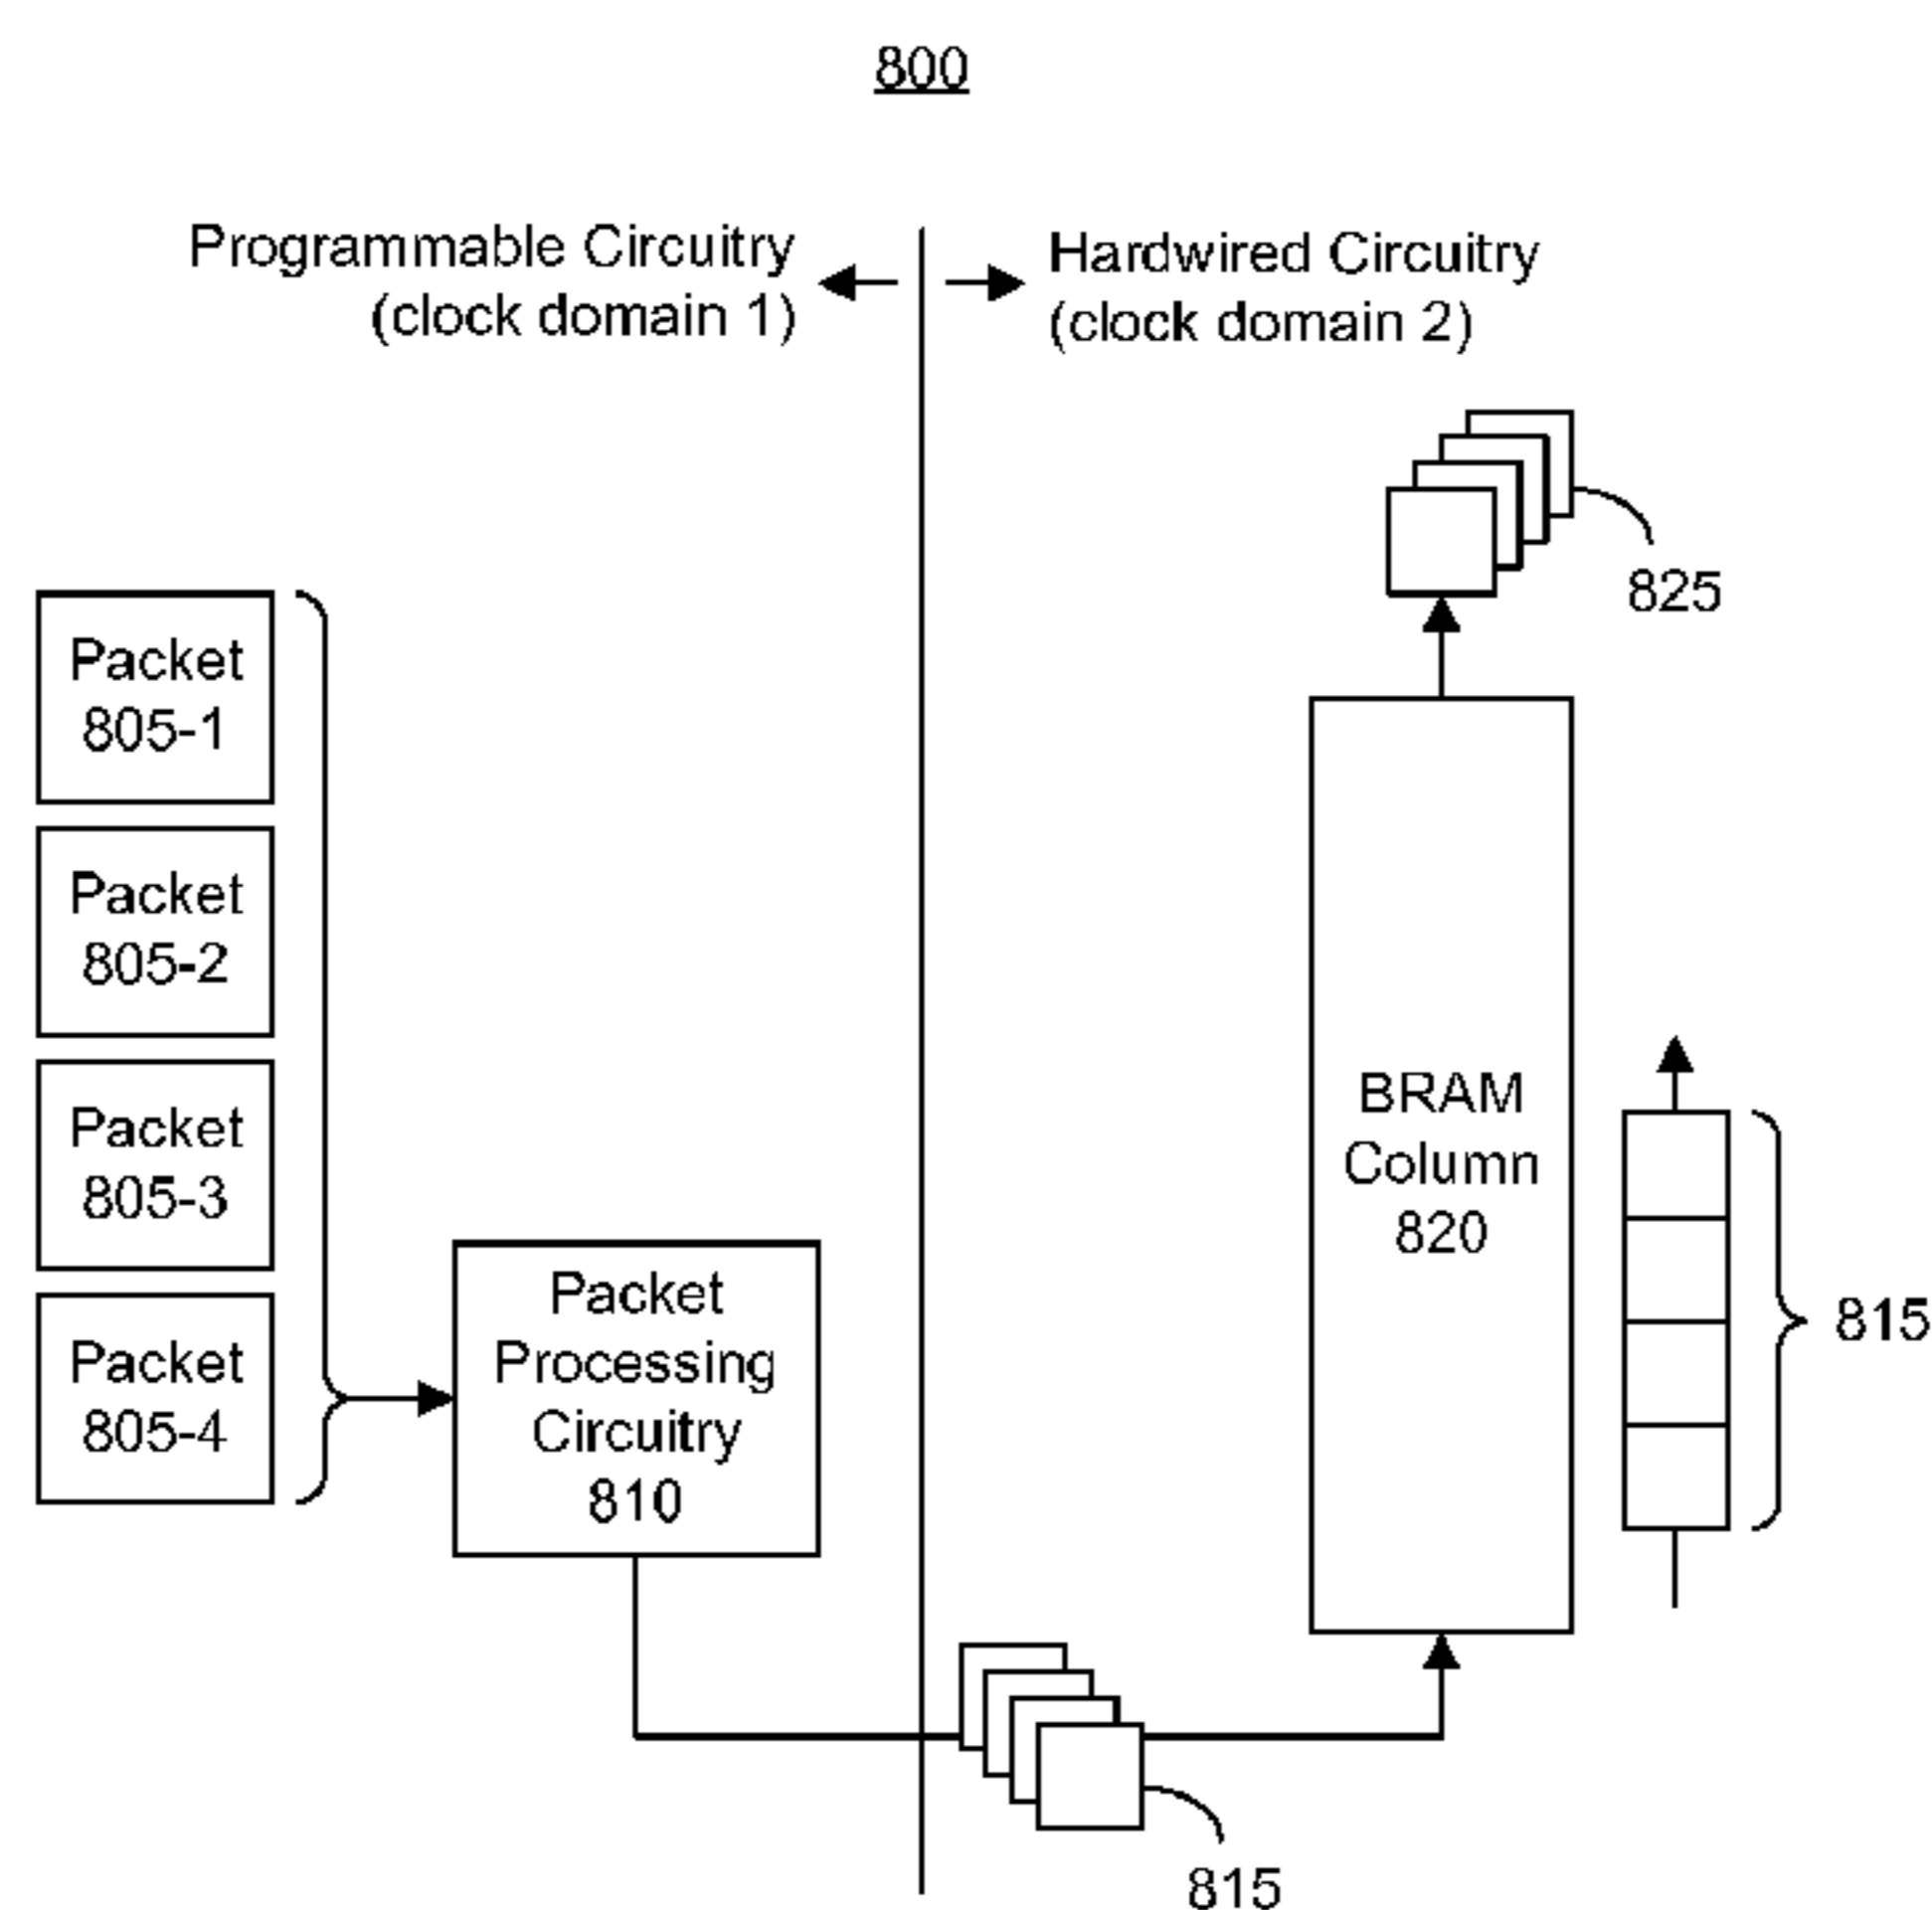 800
Programmable Circuitry
(clock domain 1)
Hardwired Circuitry
(clock domain 2)
825
Packet
805-1
Packet
805-2
Packet
805-3
Packet
805-4
Packet
Processing
Circuitry
810
BRAM
Column
820
815
815